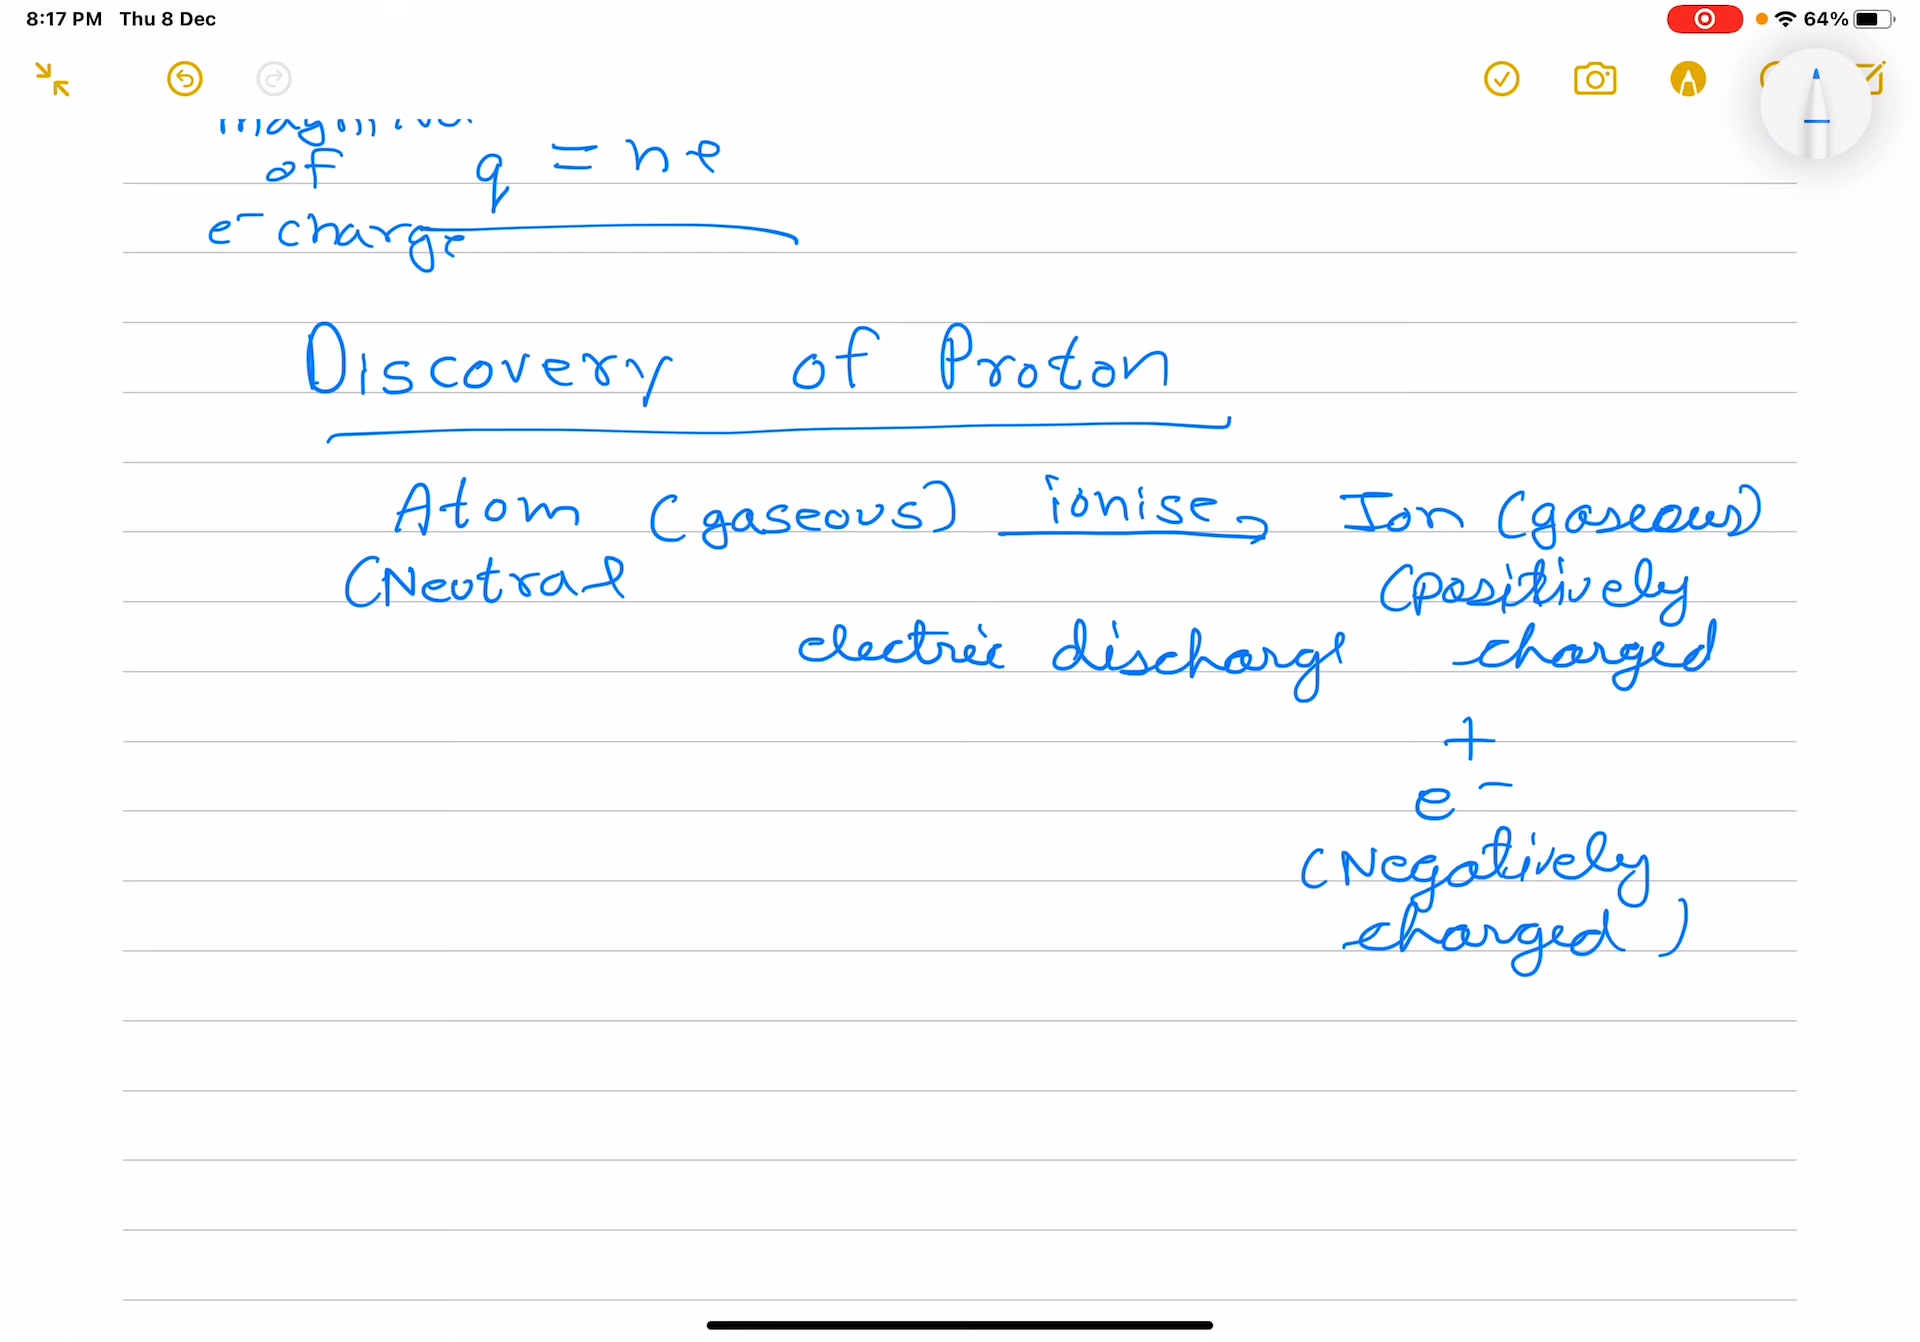 8:17 PM Thu 8 Dec
64%
of q = ne
e⁻ charge
Discovery of Proton
Atom (gaseous) ionise Ion (gaseous)
(Neutral (positively
electric discharge charged
+
e⁻
(Negatively
charged)